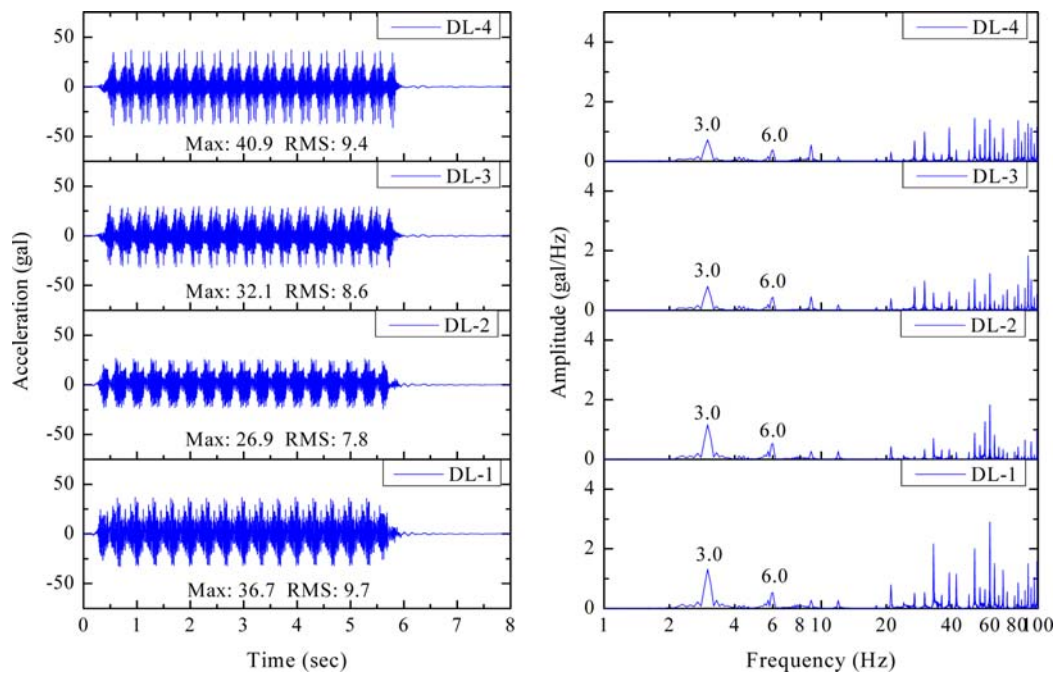 50
0
-50
DL-4
Max: 40.9 RMS: 9.4
50
0
-50
DL-3
Max: 32.1 RMS: 8.6
50
0
-50
DL-2
Max: 26.9 RMS: 7.8
50
0
-50
DL-1
Max: 36.7 RMS: 9.7
0 1 2 3 4 5 6 7 8
Time (sec)
Acceleration (gal)
4
2
0
DL-4
3.0
6.0
4
2
0
DL-3
3.0
6.0
4
2
0
DL-2
3.0
6.0
4
2
0
DL-1
3.0
6.0
1 2 4 6 8 10 20 40 60 80 100
Frequency (Hz)
Amplitude (gal/Hz)